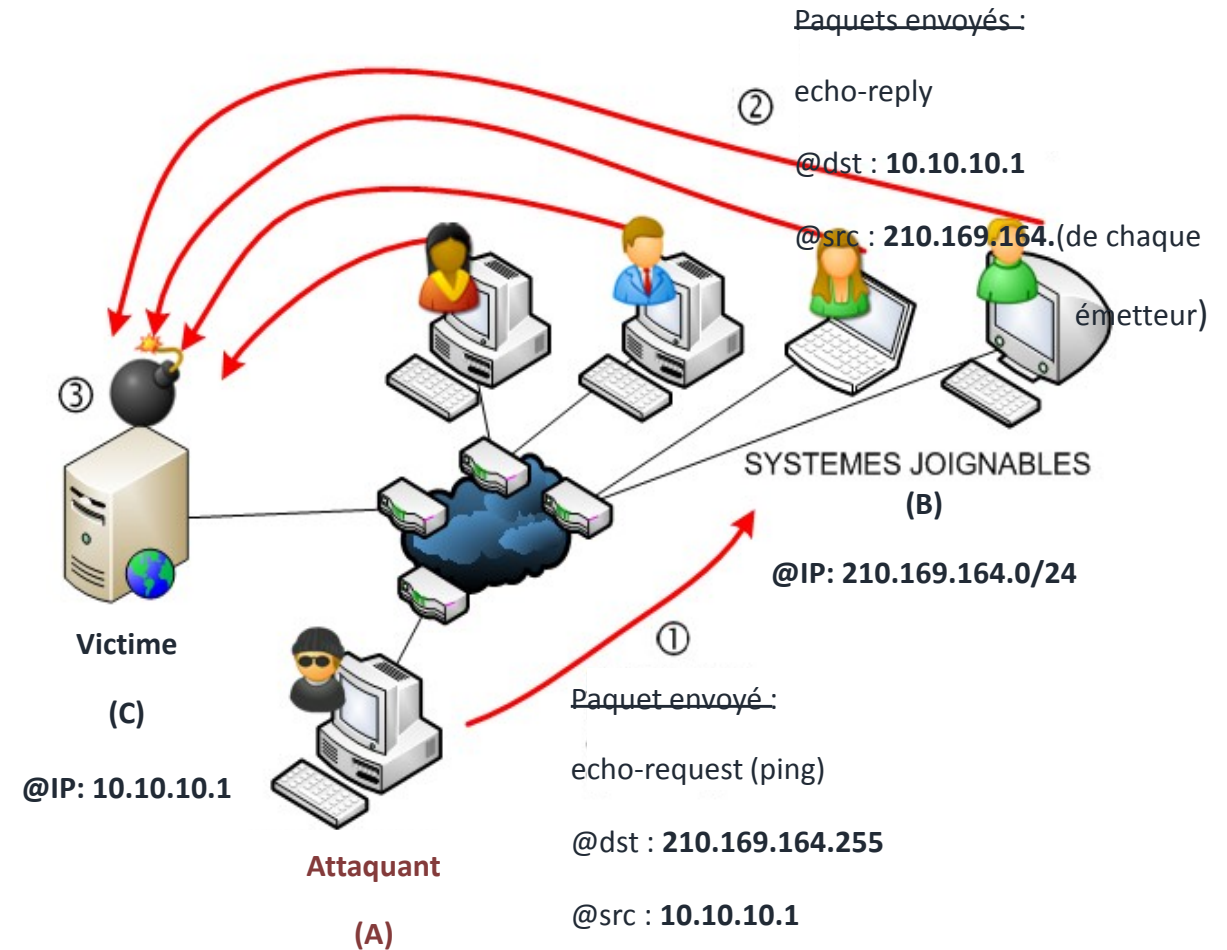 Paquets envoyés :
②
echo-reply
@dst : 10.10.10.1
@src : 210.169.164.(de chaque
émetteur)
③
SYSTEMES JOIGNABLES
(B)
@IP: 210.169.164.0/24
Victime
(C)
@IP: 10.10.10.1
①
Paquet envoyé :
echo-request (ping)
@dst : 210.169.164.255
@src : 10.10.10.1
Attaquant
(A)